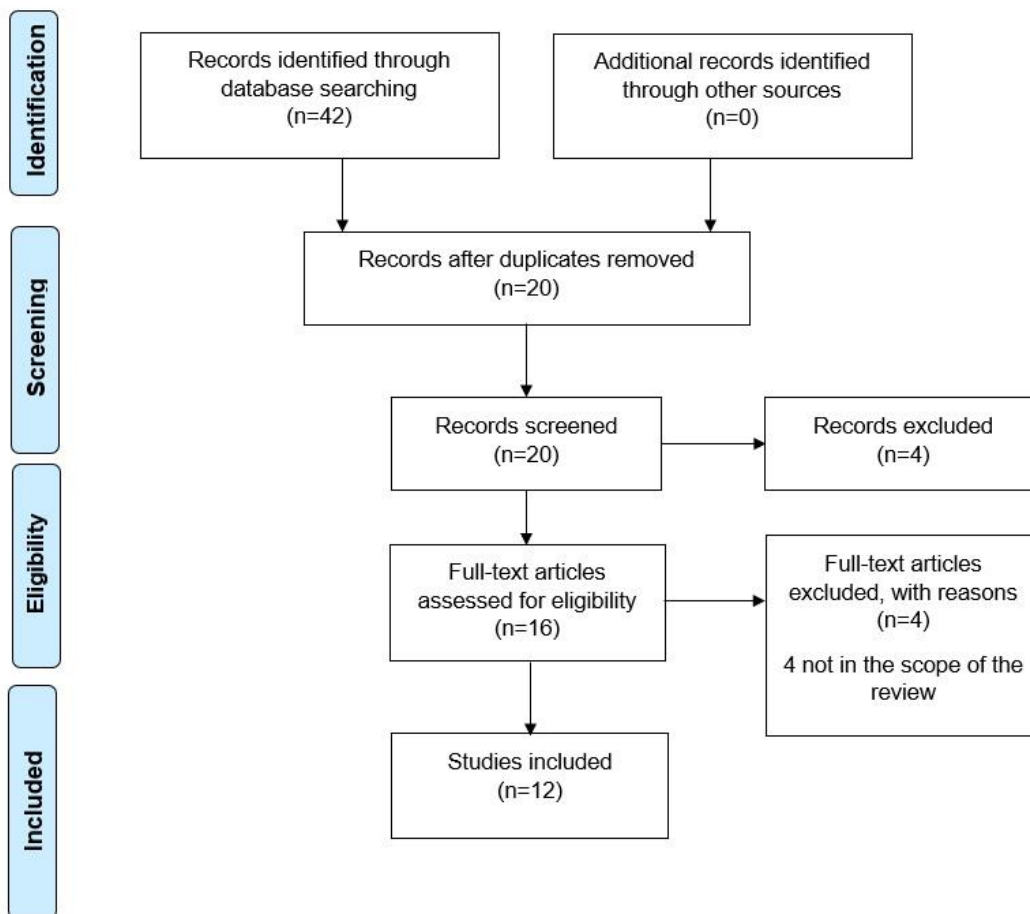 Identification
Records identified through
database searching
(n=42)
Additional records identified
through other sources
(n=0)
Screening
Records after duplicates removed
(n=20)
Records screened
(n=20)
Records excluded
(n=4)
Eligibility
Full-text articles
assessed for eligibility
(n=16)
Full-text articles
excluded, with reasons
(n=4)
4 not in the scope of the
review
Included
Studies included
(n=12)